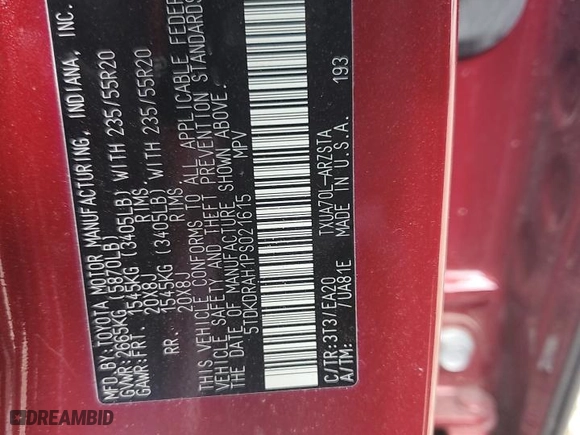 MFD. BY: TOYOTA MOTOR MANUFACTURING, INDIANA, INC.
GVWR: 2665KG (5870LB)
GAWR: FRT. 1545KG (3405LB) WITH 235/55R20
20X8J RIMS.
RR. 1545KG (3405LB) WITH 235/55R20
20X8J RIMS.
THIS VEHICLE CONFORMS TO ALL APPLICABLE FEDER
VEHICLE SAFETY AND THEFT PREVENTION STANDARDS
THE DATE OF MANUFACTURE SHOWN ABOVE.
5TDKDRAH1PS021615 MPV
C/TR: 3T3/EA20 TXUA70L-ARZSTA
A/TM: /UA81E MADE IN U.S.A. 193
DREAMBID